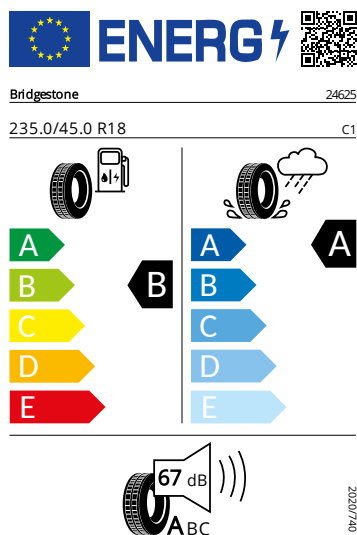 ENERG
Bridgestone 24625
235.0/45.0 R18 C1
A A A
B B B
C C
D D
E E
67 dB
ABC
2020/740